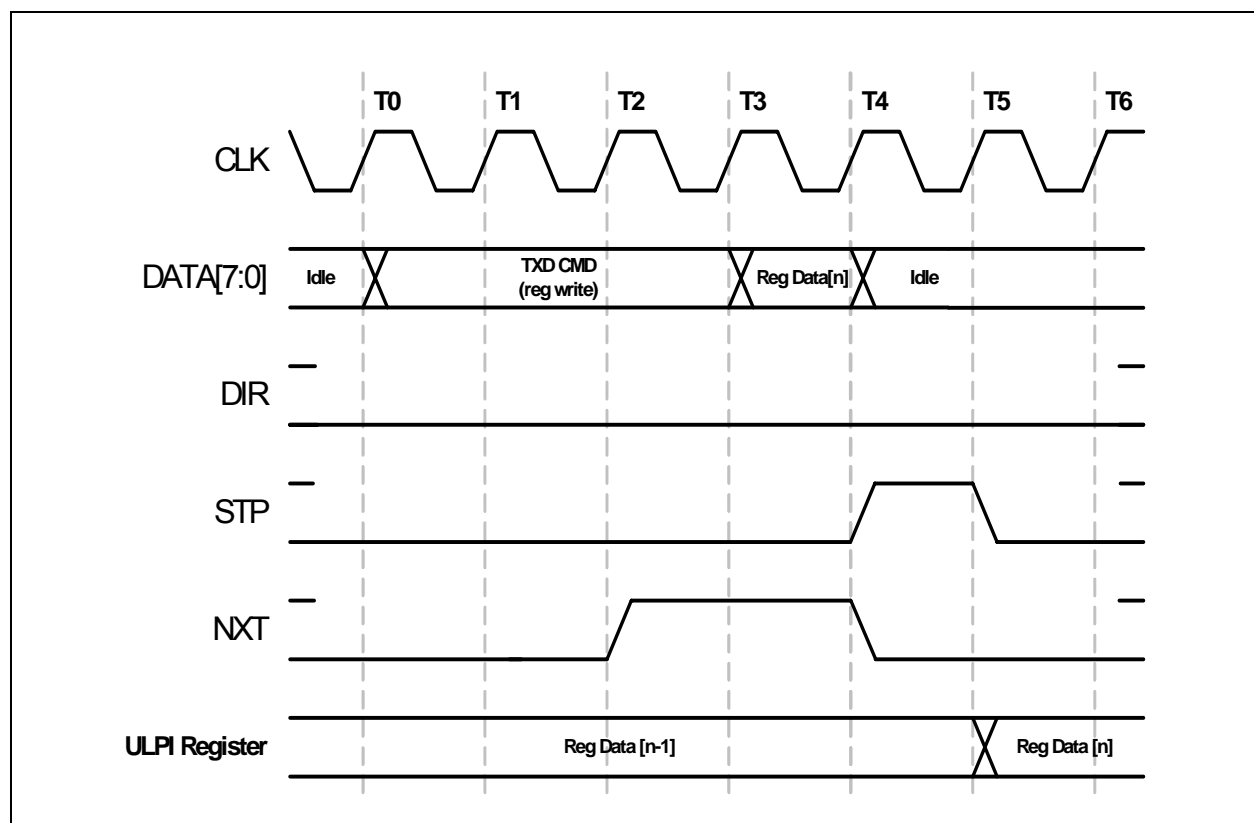 T0 T1 T2 T3 T4 T5 T6
CLK
DATA[7:0]
Idle
TXD CMD
(reg write)
Reg Data[n]
Idle
DIR
STP
NXT
ULPI Register
Reg Data [n-1]
Reg Data [n]